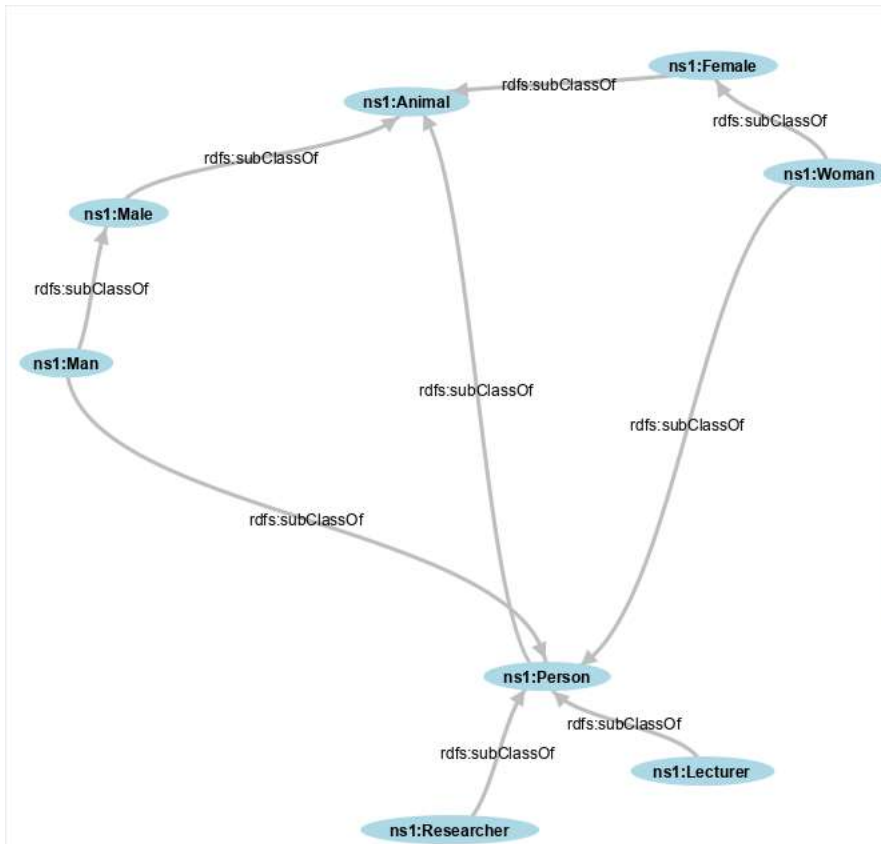 ns1:Female
rdfs:subClassOf
ns1:Animal
rdfs:subClassOf
rdfs:subClassOf
ns1:Woman
ns1:Male
rdfs:subClassOf
ns1:Man
rdfs:subClassOf
rdfs:subClassOf
rdfs:subClassOf
ns1:Person
rdfs:subClassOf
rdfs:subClassOf
ns1:Lecturer
ns1:Researcher